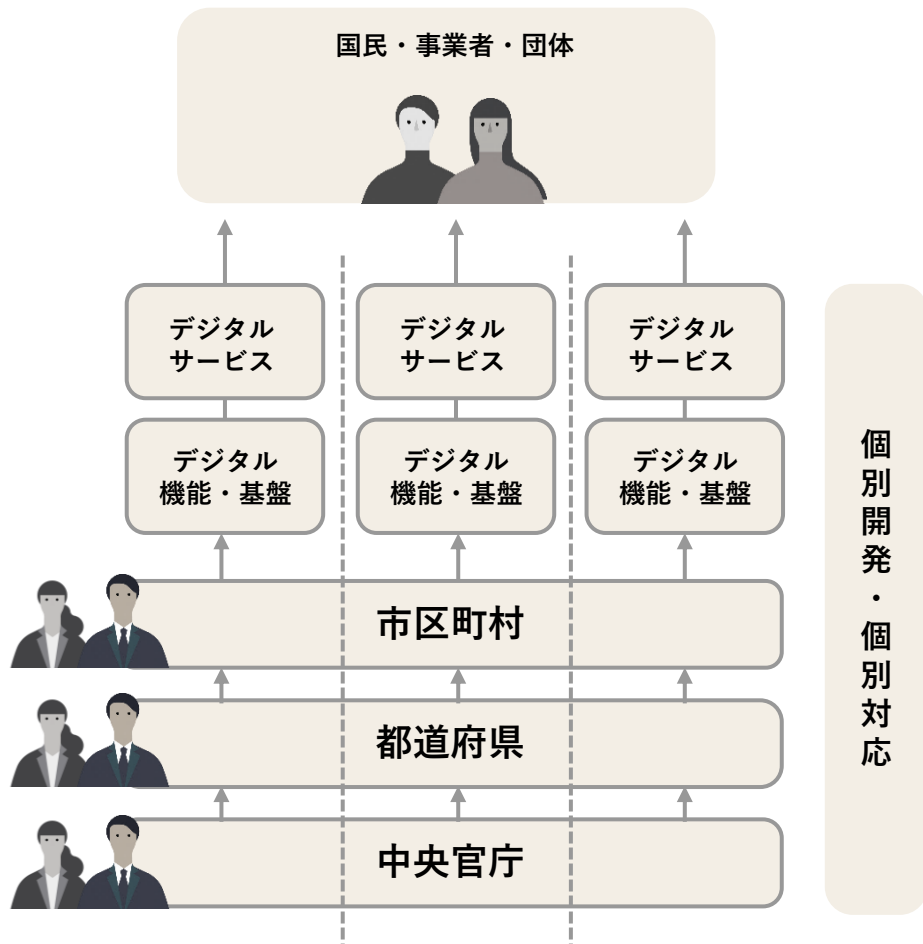 国民・事業者・団体
デジタル
サービス
デジタル
サービス
デジタル
サービス
デジタル
機能・基盤
デジタル
機能・基盤
デジタル
機能・基盤
市区町村
都道府県
中央官庁
個別開発・個別対応